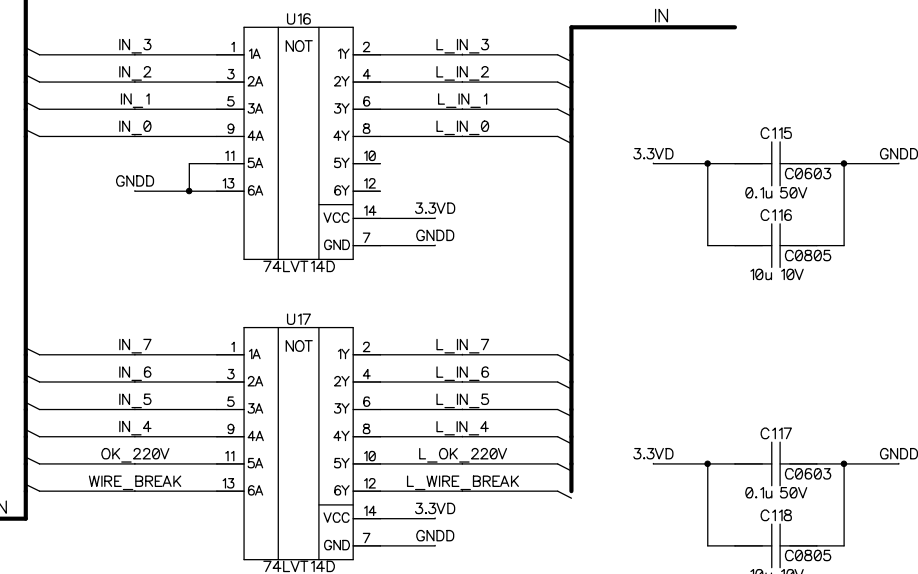 IN
U16
NOT
IN_3 1 1A 1Y 2 L_IN_3
IN_2 3 2A 2Y 4 L_IN_2
IN_1 5 3A 3Y 6 L_IN_1
IN_0 9 4A 4Y 8 L_IN_0
11 5A 5Y 10
GNDD 13 6A 6Y 12
VCC 14 3.3VD
GND 7 GNDD
74LVT14D
C115
3.3VD GNDD
C0603
0.1u 50V
C116
C0805
10u 10V
U17
NOT
IN_7 1 1A 1Y 2 L_IN_7
IN_6 3 2A 2Y 4 L_IN_6
IN_5 5 3A 3Y 6 L_IN_5
IN_4 9 4A 4Y 8 L_IN_4
OK_220V 11 5A 5Y 10 L_OK_220V
WIRE_BREAK 13 6A 6Y 12 L_WIRE_BREAK
N
VCC 14 3.3VD
GND 7 GNDD
74LVT14D
C117
3.3VD GNDD
C0603
0.1u 50V
C118
C0805
10u 10V